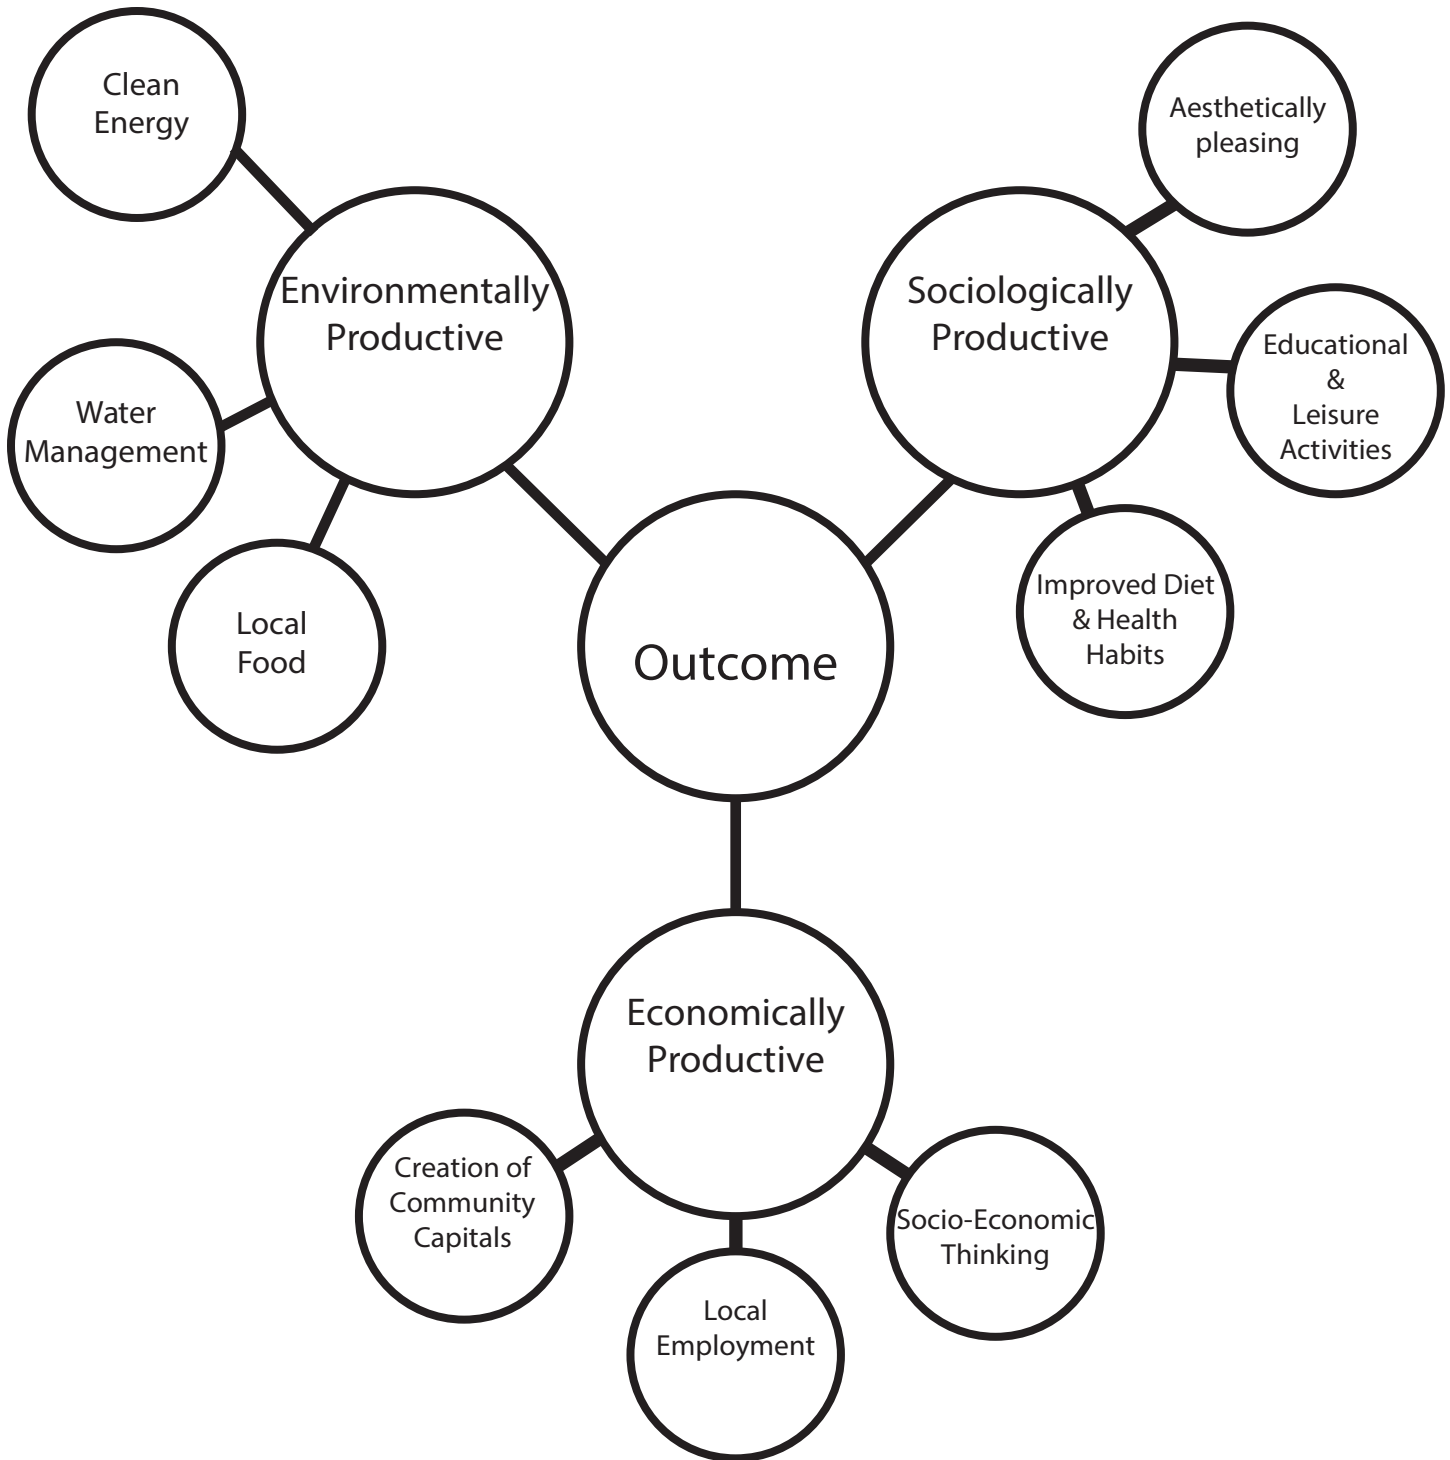 Clean
Energy
Environmentally
Productive
Water
Management
Local
Food
Aesthetically
pleasing
Sociologically
Productive
Educational
&
Leisure
Activities
Improved Diet
& Health
Habits
Outcome
Economically
Productive
Creation of
Community
Capitals
Local
Employment
Socio-Economic
Thinking